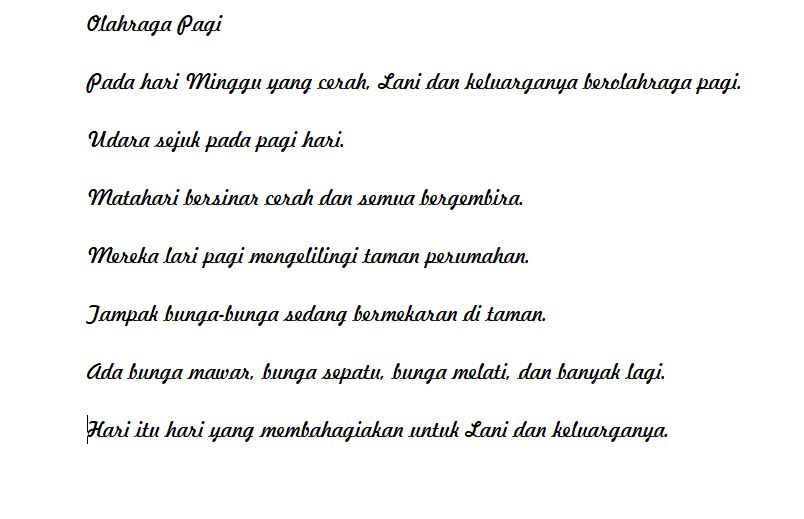 Olahraga Pagi
Pada hari Minggu yang cerah, Lani dan keluarganya berolahraga pagi.
Udara sejuk pada pagi hari.
Matahari bersinar cerah dan semua bergembira.
Mereka lari pagi mengelilingi taman perumahan.
Tampak bunga-bunga sedang bermekaran di taman.
Ada bunga mawar, bunga sepatu, bunga melati, dan banyak lagi.
Hari itu hari yang membahagiakan untuk Lani dan keluarganya.